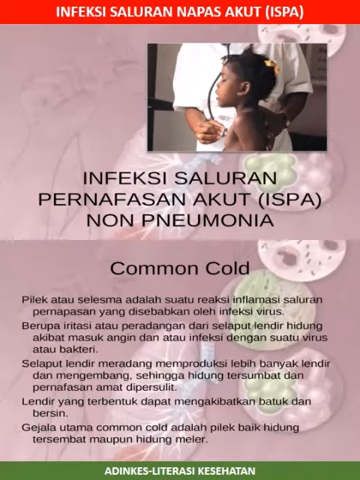 INFEKSI SALURAN NAPAS AKUT (ISPA)
INFEKSI SALURAN
PERNAFASAN AKUT (ISPA)
NON PNEUMONIA
Common Cold
Pilek atau selesma adalah suatu reaksi inflamasi saluran
pernapasan yang disebabkan oleh infeksi virus.
Berupa iritasi atau peradangan dari selaput lendir hidung
akibat masuk angin dan atau infeksi dengan suatu virus
atau bakteri.
Selaput lendir meradang memproduksi lebih banyak lendir
dan mengembang, sehingga hidung tersumbat dan
pernafasan amat dipersulit.
Lendir yang terbentuk dapat mengakibatkan batuk dan
bersin.
Gejala utama common cold adalah pilek baik hidung
tersembat maupun hidung meler.
ADINKES-LITERASI KESEHATAN